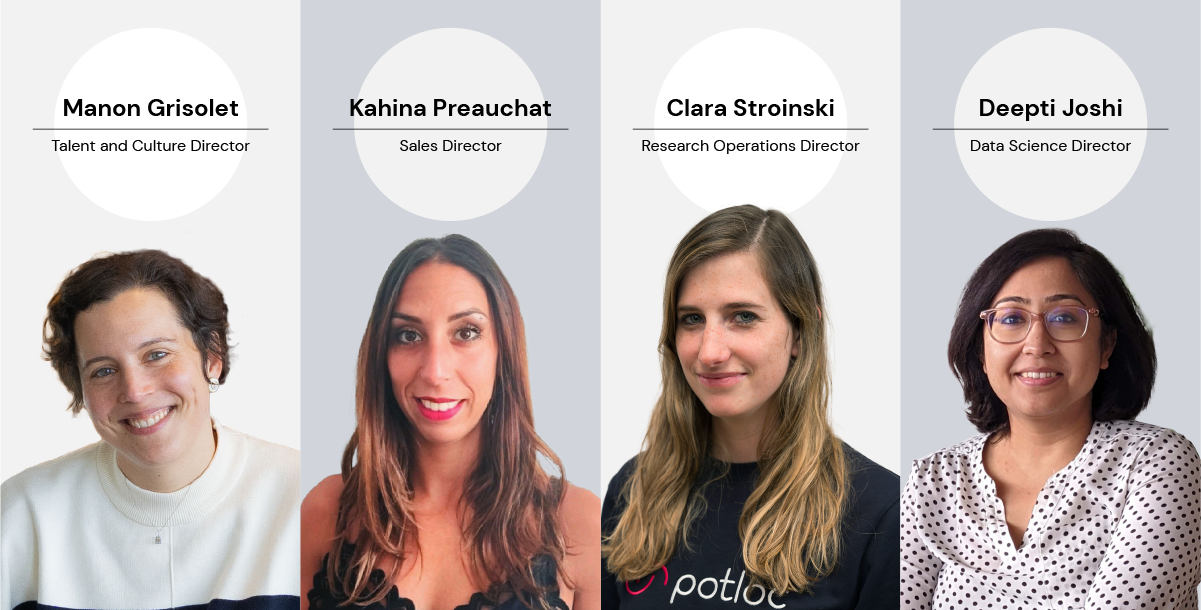 Manon Grisolet
Talent and Culture Director
Kahina Preauchat
Sales Director
Clara Stroinski
Research Operations Director
Deepti Joshi
Data Science Director
potloc